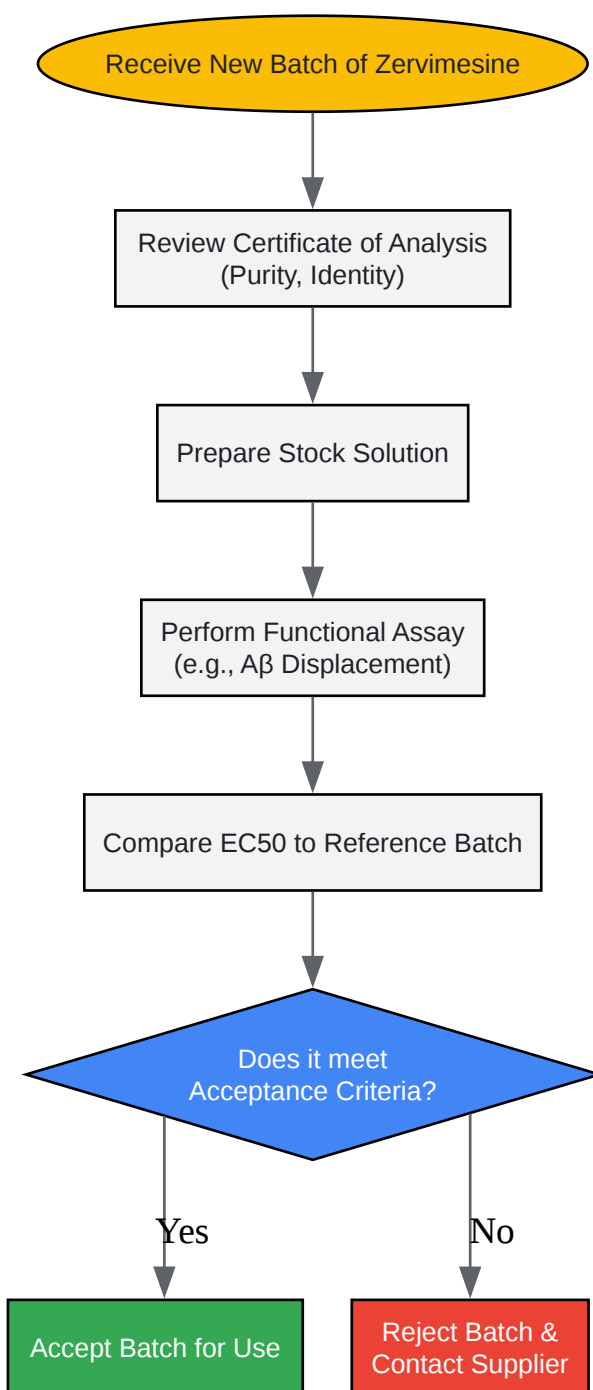 Receive New Batch of Zervimesine
Review Certificate of Analysis
(Purity, Identity)
Prepare Stock Solution
Perform Functional Assay
(e.g., Aβ Displacement)
Compare EC50 to Reference Batch
Does it meet
Acceptance Criteria?
Yes
No
Accept Batch for Use
Reject Batch &
Contact Supplier